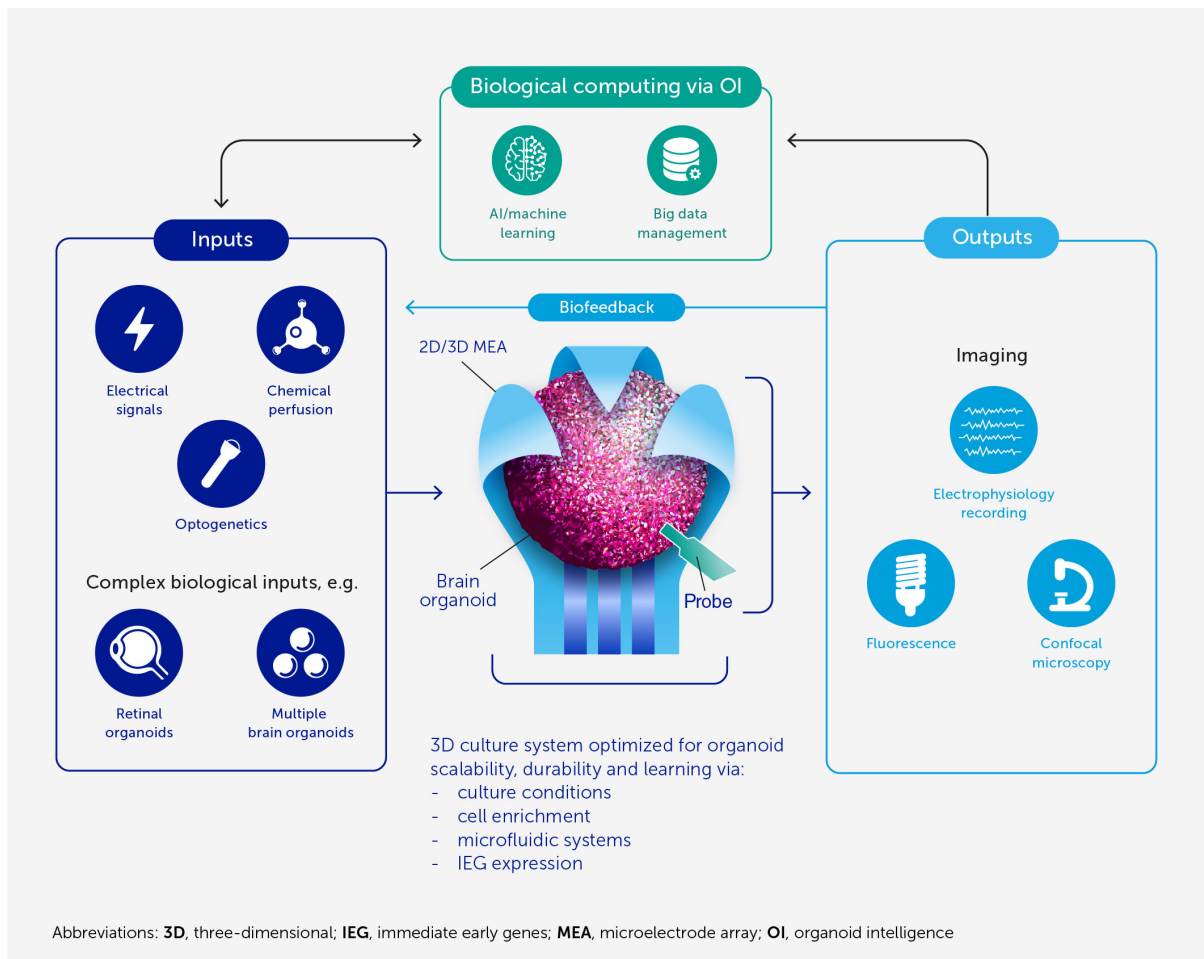 Biological computing via OI
AI/machine
learning
Big data
management
Inputs
Electrical
signals
Chemical
perfusion
Optogenetics
Complex biological inputs, e.g.
Retinal
organoids
Multiple
brain organoids
Biofeedback
2D/3D MEA
Brain
organoid
Probe
Outputs
Imaging
Electrophysiology
recording
Fluorescence
Confocal
microscopy
3D culture system optimized for organoid
scalability, durability and learning via:
- culture conditions
- cell enrichment
- microfluidic systems
- IEG expression
Abbreviations: 3D, three-dimensional; IEG, immediate early genes; MEA, microelectrode array; OI, organoid intelligence